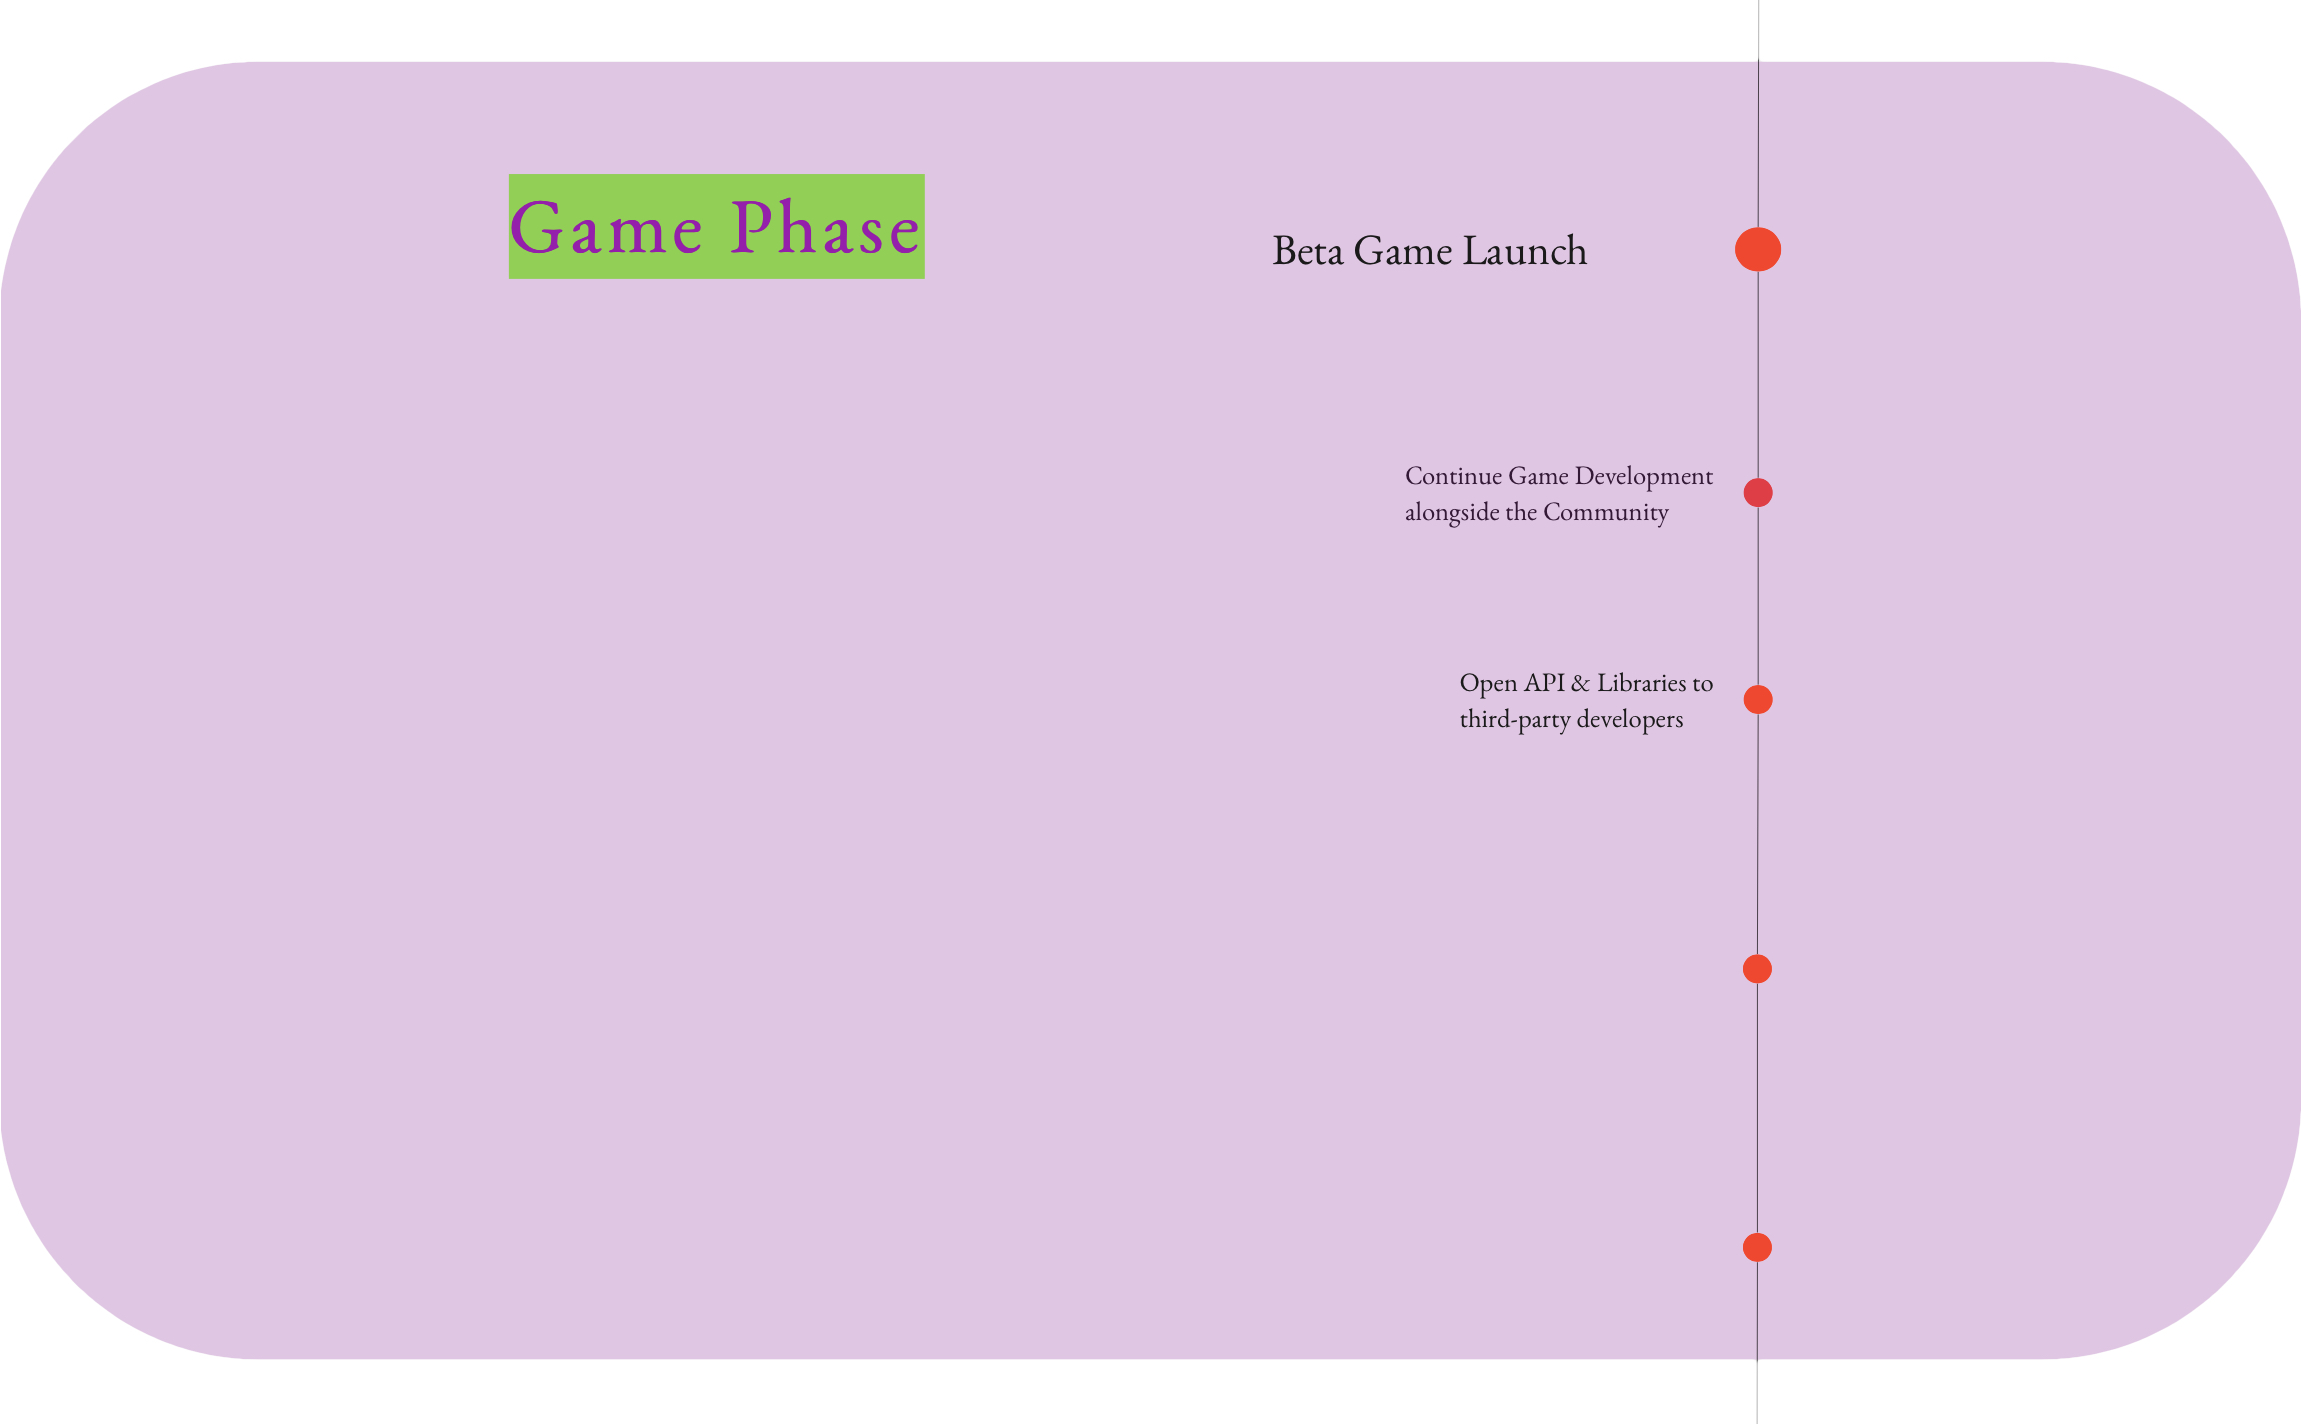 Game Phase
Beta Game Launch
Continue Game Development
alongside the Community
Open API & Libraries to
third-party developers